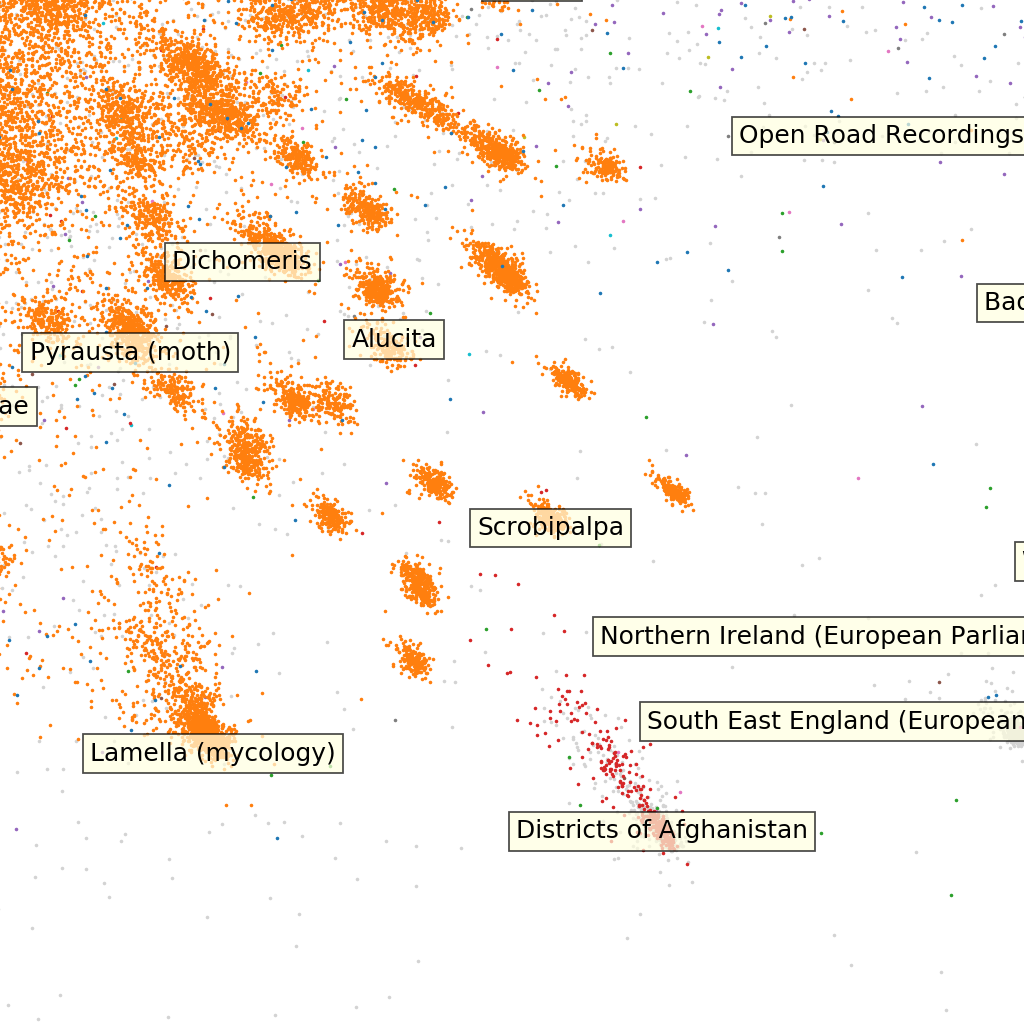 Open Road Recordings
Dichomeris
Bac
Alucita
Pyrausta (moth)
ae
Scrobipalpa
Northern Ireland (European Parliar
South East England (European
Lamella (mycology)
Districts of Afghanistan